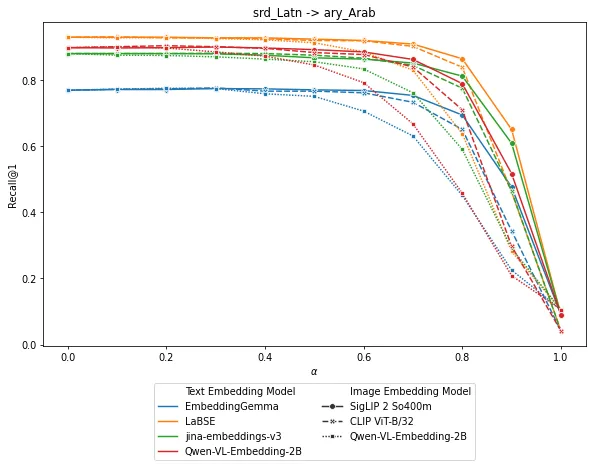 srd_Latn -> ary_Arab
Recall@1
0.8
0.6
0.4
0.2
0.0
0.0 0.2 0.4 0.6 0.8 1.0
α
Text Embedding Model Image Embedding Model
EmbeddingGemma SigLIP 2 So400m
LaBSE CLIP ViT-B/32
jina-embeddings-v3 Qwen-VL-Embedding-2B
Qwen-VL-Embedding-2B